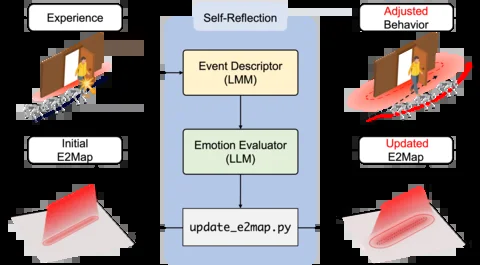 Experience
Self-Reflection
Adjusted
Behavior
Event Descriptor
(LMM)
Initial
E2Map
Emotion Evaluator
(LLM)
Updated
E2Map
update_e2map.py